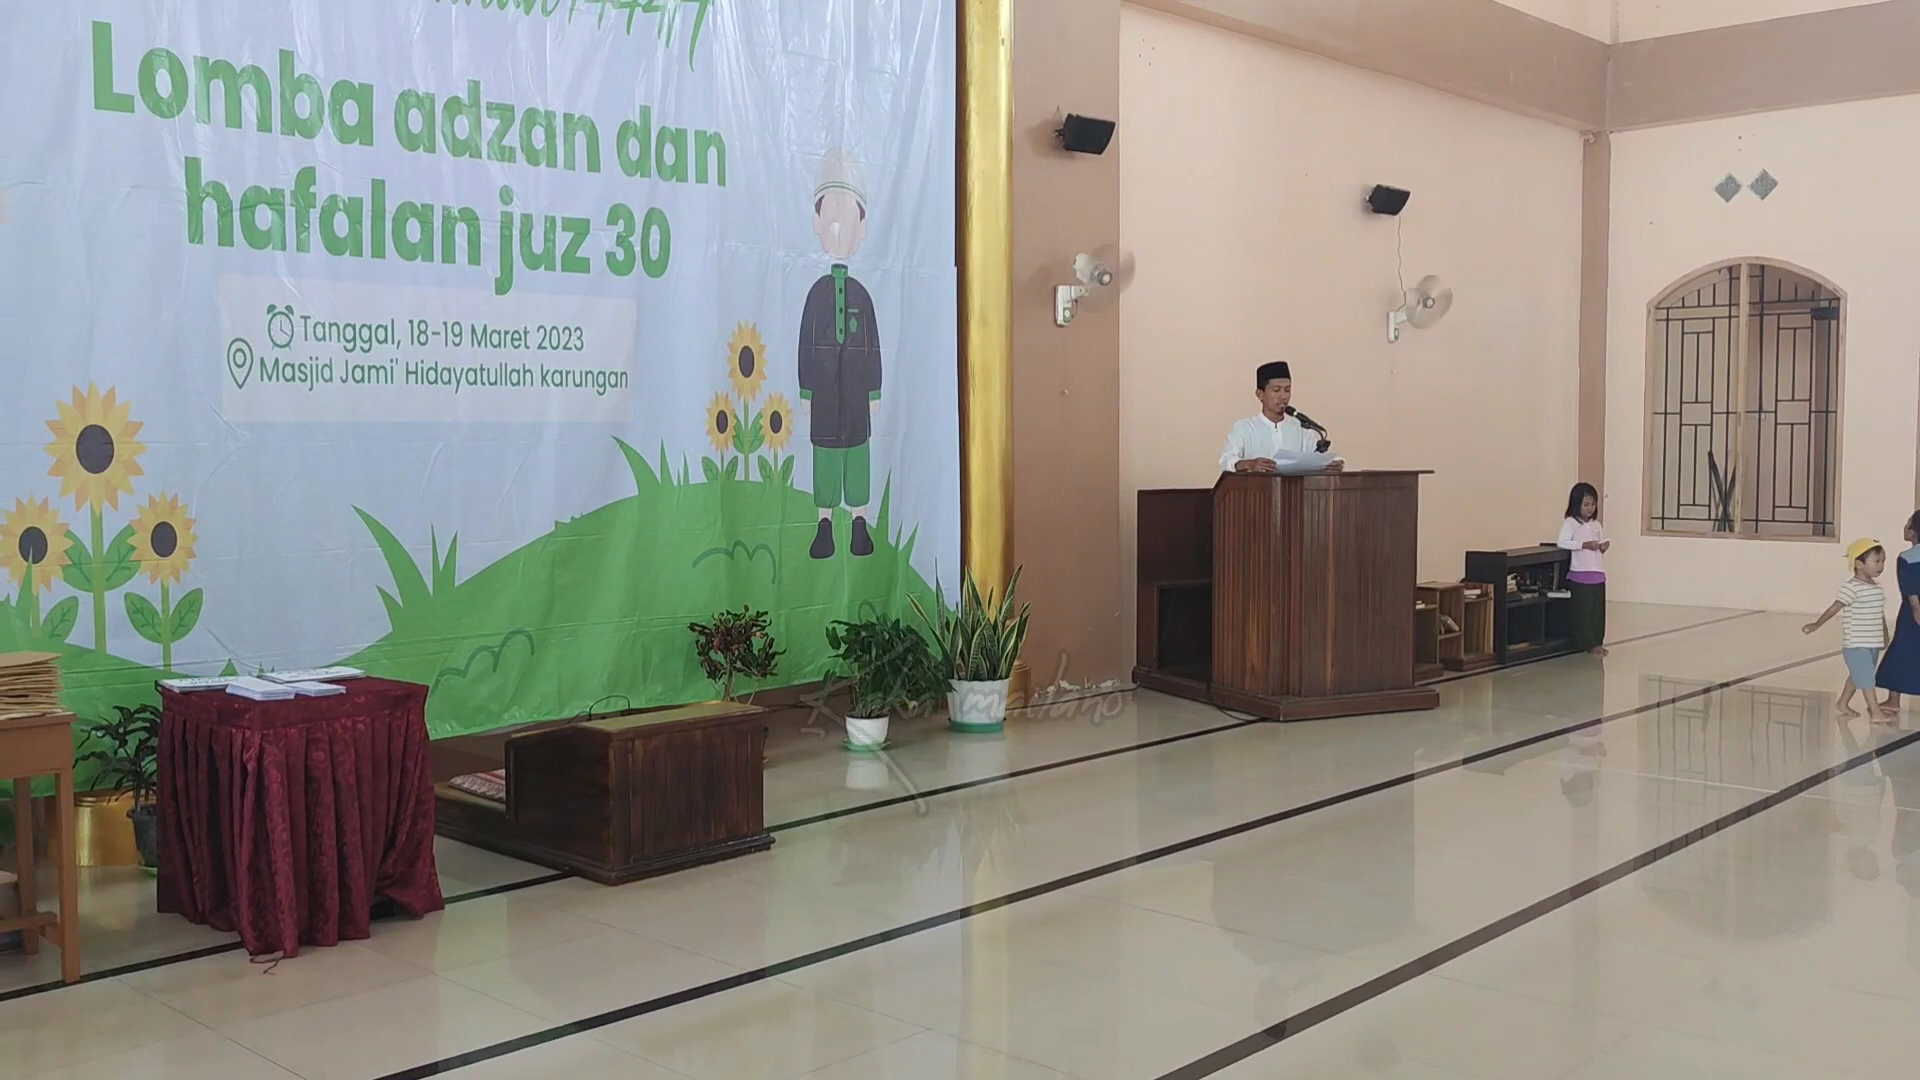 Lomba adzan dan
hafalan juz 30
Tanggal, 18-19 Maret 2023
Masjid Jami' Hidayatullah karungan